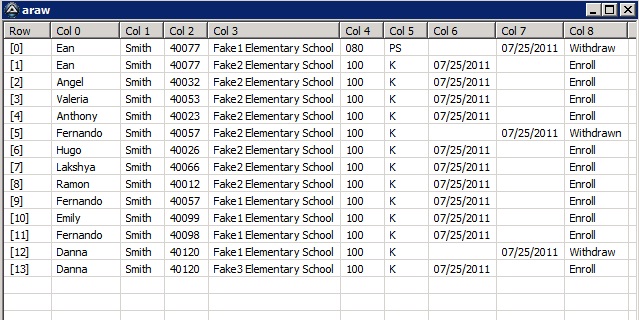 araw
Row Col 0 Col 1 Col 2 Col 3 Col 4 Col 5 Col 6 Col 7 Col 8
[0] Ean Smith 40077 Fake1 Elementary School 080 PS 07/25/2011 Withdraw
[1] Ean Smith 40077 Fake2 Elementary School 100 K 07/25/2011 Enroll
[2] Angel Smith 40032 Fake2 Elementary School 100 K 07/25/2011 Enroll
[3] Valeria Smith 40053 Fake2 Elementary School 100 K 07/25/2011 Enroll
[4] Anthony Smith 40023 Fake2 Elementary School 100 K 07/25/2011 Enroll
[5] Fernando Smith 40057 Fake2 Elementary School 100 K 07/25/2011 Withdrawn
[6] Hugo Smith 40026 Fake2 Elementary School 100 K 07/25/2011 Enroll
[7] Lakshya Smith 40066 Fake2 Elementary School 100 K 07/25/2011 Enroll
[8] Ramon Smith 40012 Fake2 Elementary School 100 K 07/25/2011 Enroll
[9] Fernando Smith 40057 Fake1 Elementary School 100 K 07/25/2011 Enroll
[10] Emily Smith 40099 Fake1 Elementary School 100 K 07/25/2011 Enroll
[11] Fernando Smith 40098 Fake1 Elementary School 100 K 07/25/2011 Enroll
[12] Danna Smith 40120 Fake1 Elementary School 100 K 07/25/2011 Withdraw
[13] Danna Smith 40120 Fake3 Elementary School 100 K 07/25/2011 Enroll